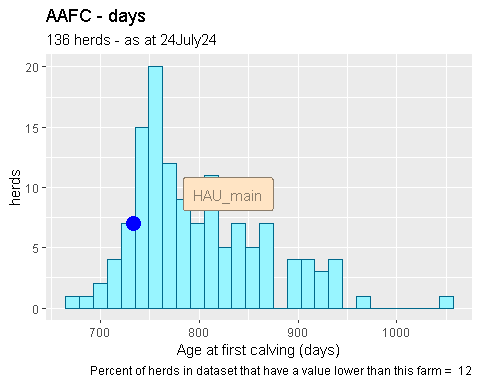 AAFC - days
136 herds - as at 24July24
20
15
10
5
0
herds
HAU_main
700 800 900 1000
Age at first calving (days)
Percent of herds in dataset that have a value lower than this farm = 12